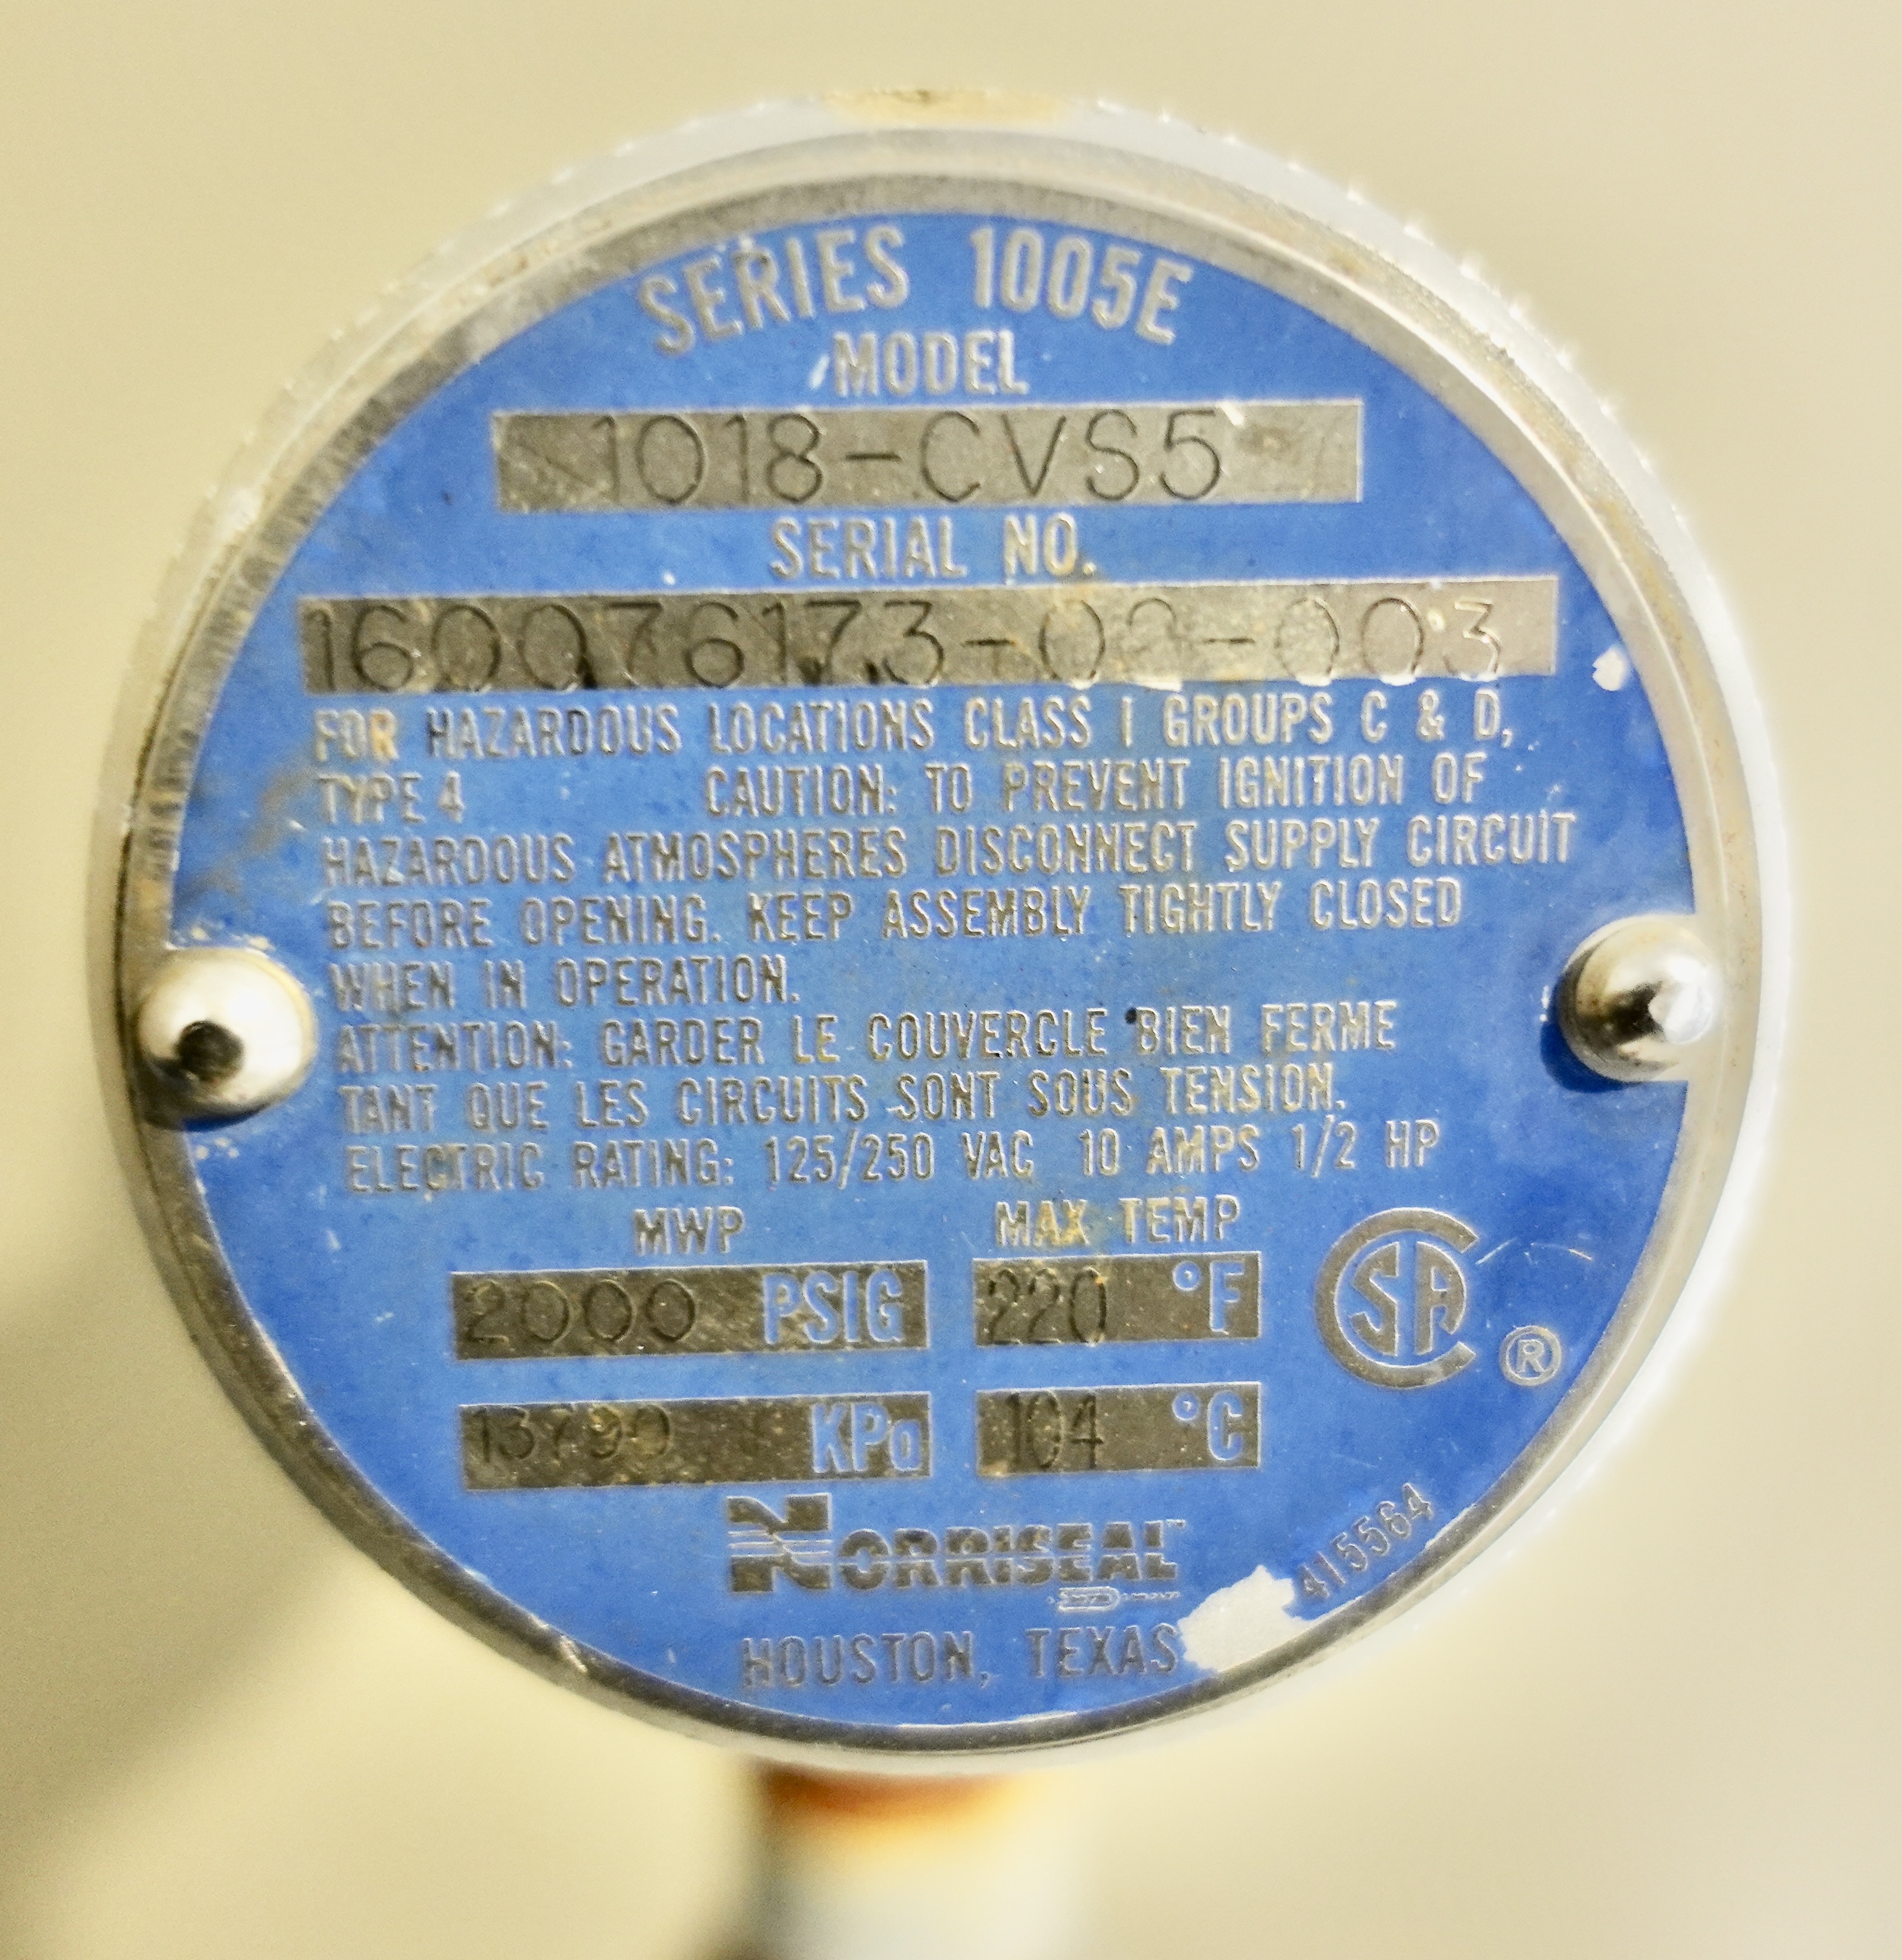 SERIES 1005E
MODEL
1018-CVS5
SERIAL NO.
FOR HAZARDOUS LOCATIONS CLASS I GROUPS C & D,
TYPE 4 CAUTION: TO PREVENT IGNITION OF
HAZARDOUS ATMOSPHERES DISCONNECT SUPPLY CIRCUIT
BEFORE OPENING. KEEP ASSEMBLY TIGHTLY CLOSED
WHEN IN OPERATION.
ATTENTION: GARDER LE COUVERCLE BIEN FERME
TANT QUE LES CIRCUITS SONT SOUS TENSION.
ELECTRIC RATING: 125/250 VAC 10 AMPS 1/2 HP
MWP MAX TEMP
2000 PSIG 220 °F
13790 KPa 104 °C
CSA ®
NORRISEAL™
415564
HOUSTON, TEXAS